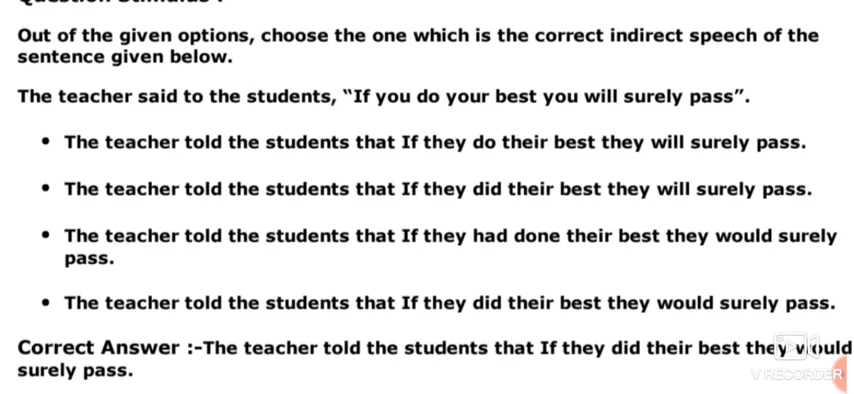 Question Stimulus :
Out of the given options, choose the one which is the correct indirect speech of the
sentence given below.
The teacher said to the students, “If you do your best you will surely pass”.
• The teacher told the students that If they do their best they will surely pass.
• The teacher told the students that If they did their best they will surely pass.
• The teacher told the students that If they had done their best they would surely
pass.
• The teacher told the students that If they did their best they would surely pass.
Correct Answer :-The teacher told the students that If they did their best they would
surely pass.
V RECORDER